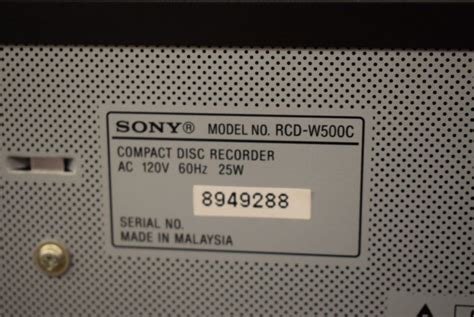 SONY® MODEL NO. RCD-W500C
COMPACT DISC RECORDER
AC 120V 60Hz 25W
8949288
SERIAL NO.
MADE IN MALAYSIA